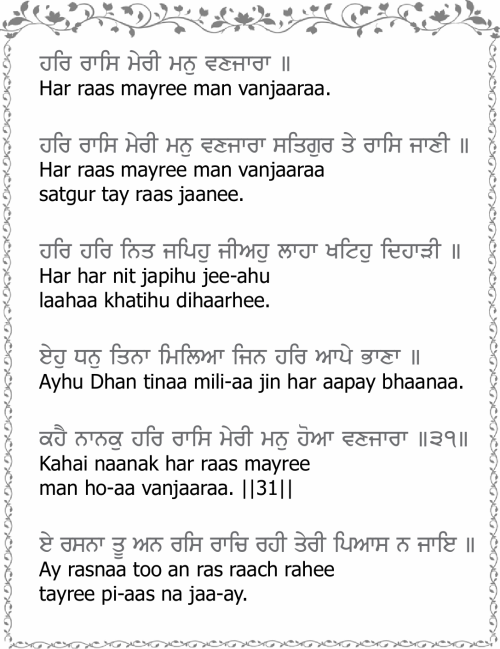 ਹਰਿ ਰਾਸਿ ਮੇਰੀ ਮਨੁ ਵਣਜਾਰਾ ॥
Har raas mayree man vanjaaraa.
ਹਰਿ ਰਾਸਿ ਮੇਰੀ ਮਨੁ ਵਣਜਾਰਾ ਸਤਿਗੁਰ ਤੇ ਰਾਸਿ ਜਾਣੀ ॥
Har raas mayree man vanjaaraa
satgur tay raas jaanee.
ਹਰਿ ਹਰਿ ਨਿਤ ਜਪਿਹੁ ਜੀਅਹੁ ਲਾਹਾ ਖਟਿਹੁ ਦਿਹਾੜੀ ॥
Har har nit japihu jee-ahu
laahaa khatihu dihaarhee.
ਏਹੁ ਧਨੁ ਤਿਨਾ ਮਿਲਿਆ ਜਿਨ ਹਰਿ ਆਪੇ ਭਾਣਾ ॥
Ayhu Dhan tinaa mili-aa jin har aapay bhaanaa.
ਕਹੈ ਨਾਨਕੁ ਹਰਿ ਰਾਸਿ ਮੇਰੀ ਮਨੁ ਹੋਆ ਵਣਜਾਰਾ ॥੩੧॥
Kahai naanak har raas mayree
man ho-aa vanjaaraa. ||31||
ਏ ਰਸਨਾ ਤੂ ਅਨ ਰਸਿ ਰਾਚਿ ਰਹੀ ਤੇਰੀ ਪਿਆਸ ਨ ਜਾਇ ॥
Ay rasnaa too an ras raach rahee
tayree pi-aas na jaa-ay.